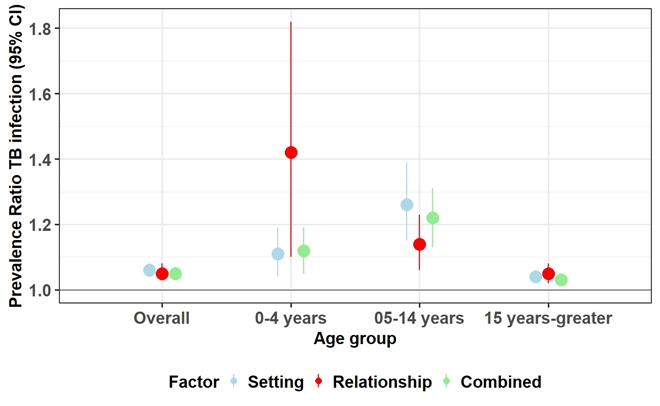 Prevalence Ratio TB infection (95% CI)
1.8
1.6
1.4
1.2
1.0
Overall 0-4 years 05-14 years 15 years-greater
Age group
Factor Setting Relationship Combined